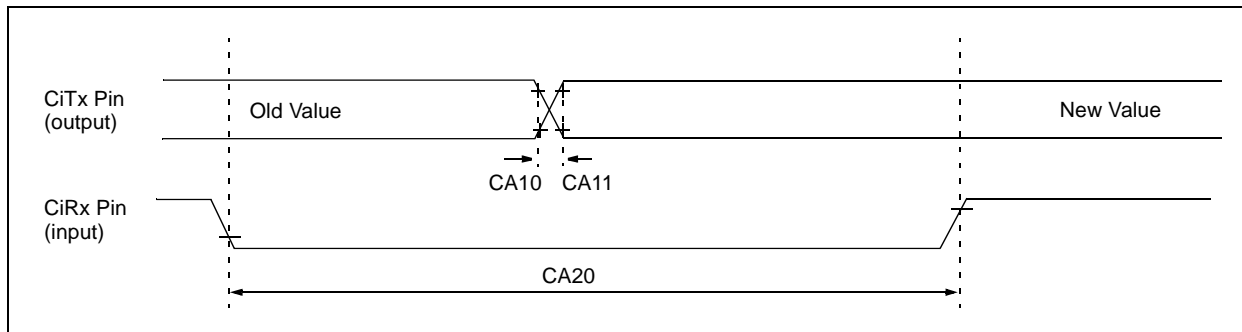 CiTx Pin
(output)
Old Value
New Value
CA10 CA11
CiRx Pin
(input)
CA20